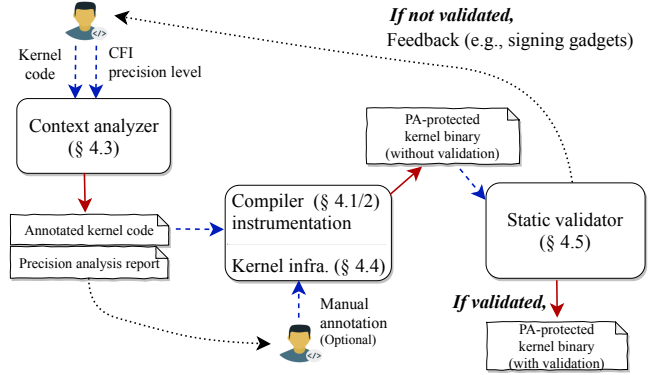 If not validated,
Feedback (e.g., signing gadgets)
Kernel
code
CFI
precision level
Context analyzer
(§ 4.3)
PA-protected
kernel binary
(without validation)
Annotated kernel code
Precision analysis report
Compiler (§ 4.1/2)
instrumentation
Kernel infra. (§ 4.4)
Static validator
(§ 4.5)
Manual
annotation
(Optional)
If validated,
PA-protected
kernel binary
(with validation)